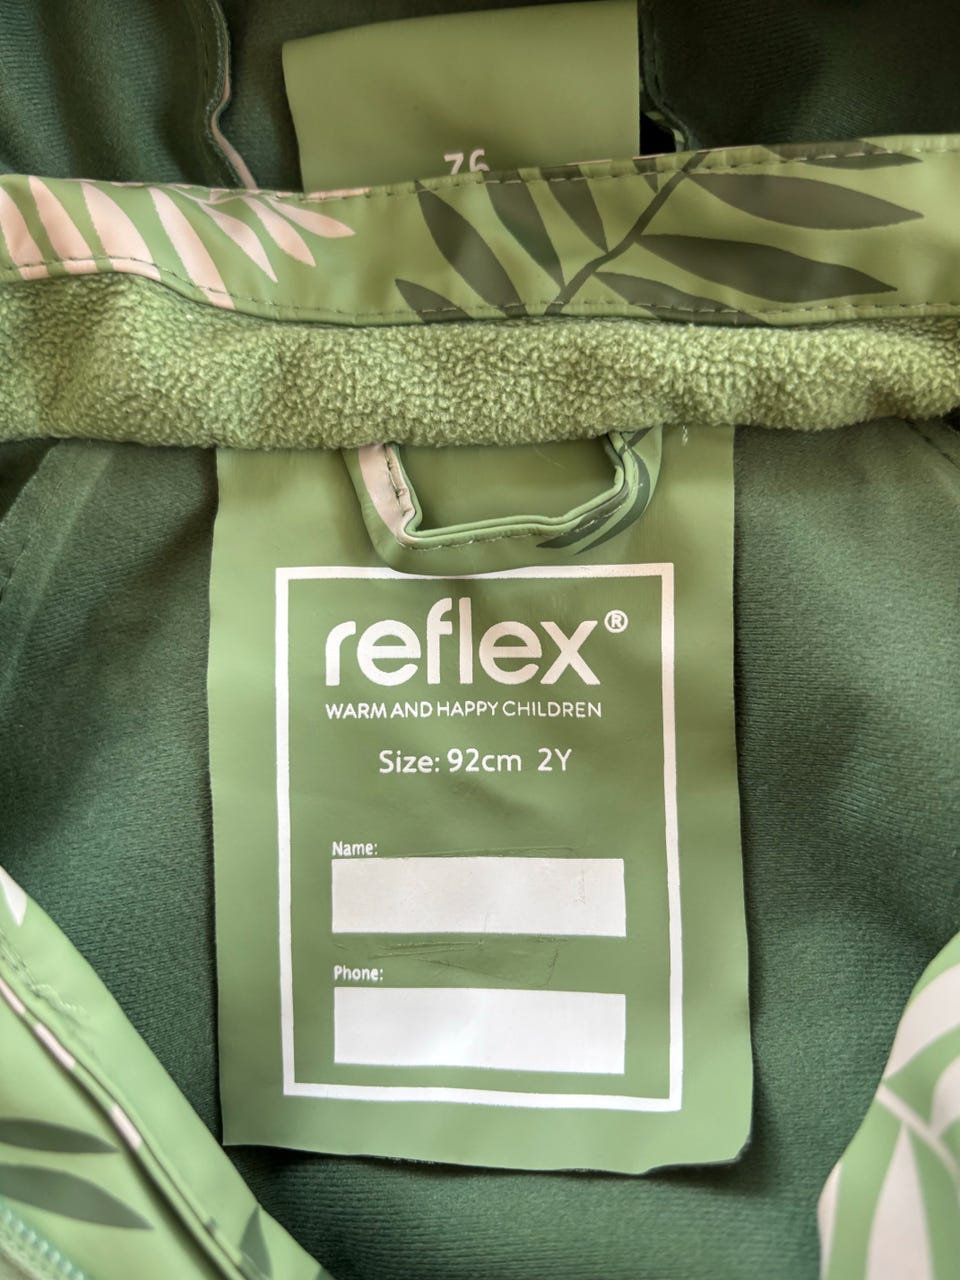 76
reflex®
WARM AND HAPPY CHILDREN
Size: 92cm 2Y
Name:
Phone: